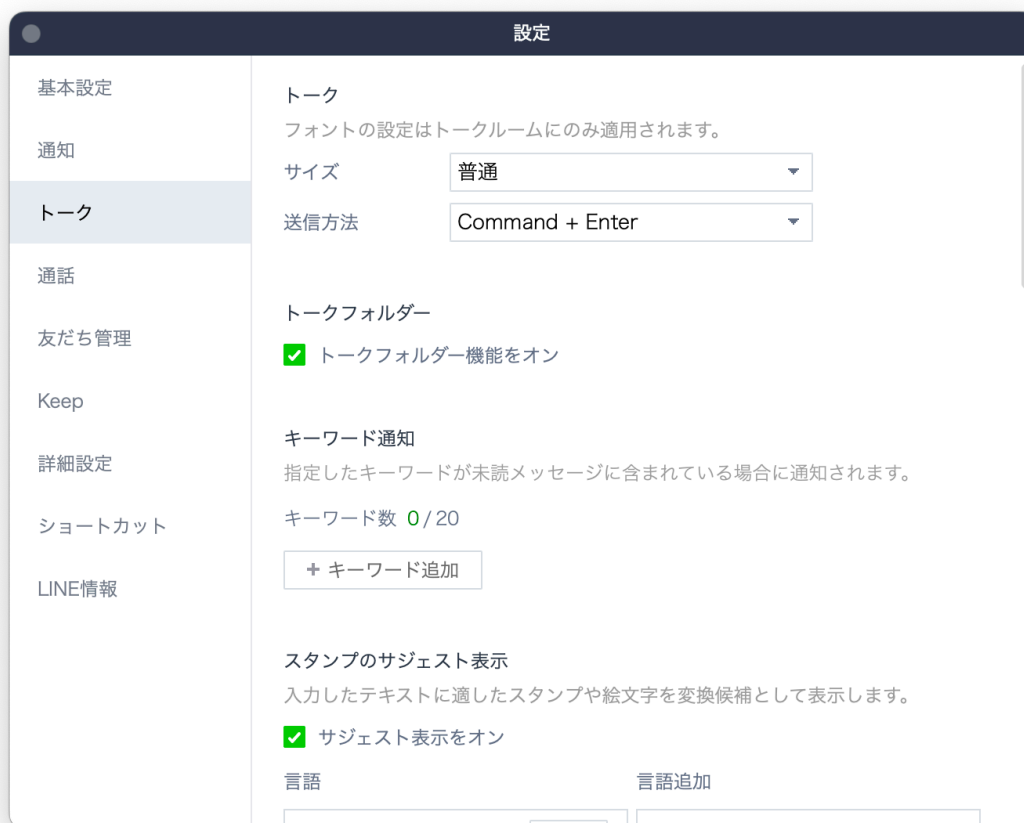 設定
基本設定
通知
トーク
通話
友だち管理
Keep
詳細設定
ショートカット
LINE情報
トーク
フォントの設定はトークルームにのみ適用されます。
サイズ 普通
送信方法 Command + Enter
トークフォルダー
トークフォルダー機能をオン
キーワード通知
指定したキーワードが未読メッセージに含まれている場合に通知されます。
キーワード数 0 / 20
+ キーワード追加
スタンプのサジェスト表示
入力したテキストに適したスタンプや絵文字を変換候補として表示します。
サジェスト表示をオン
言語 言語追加